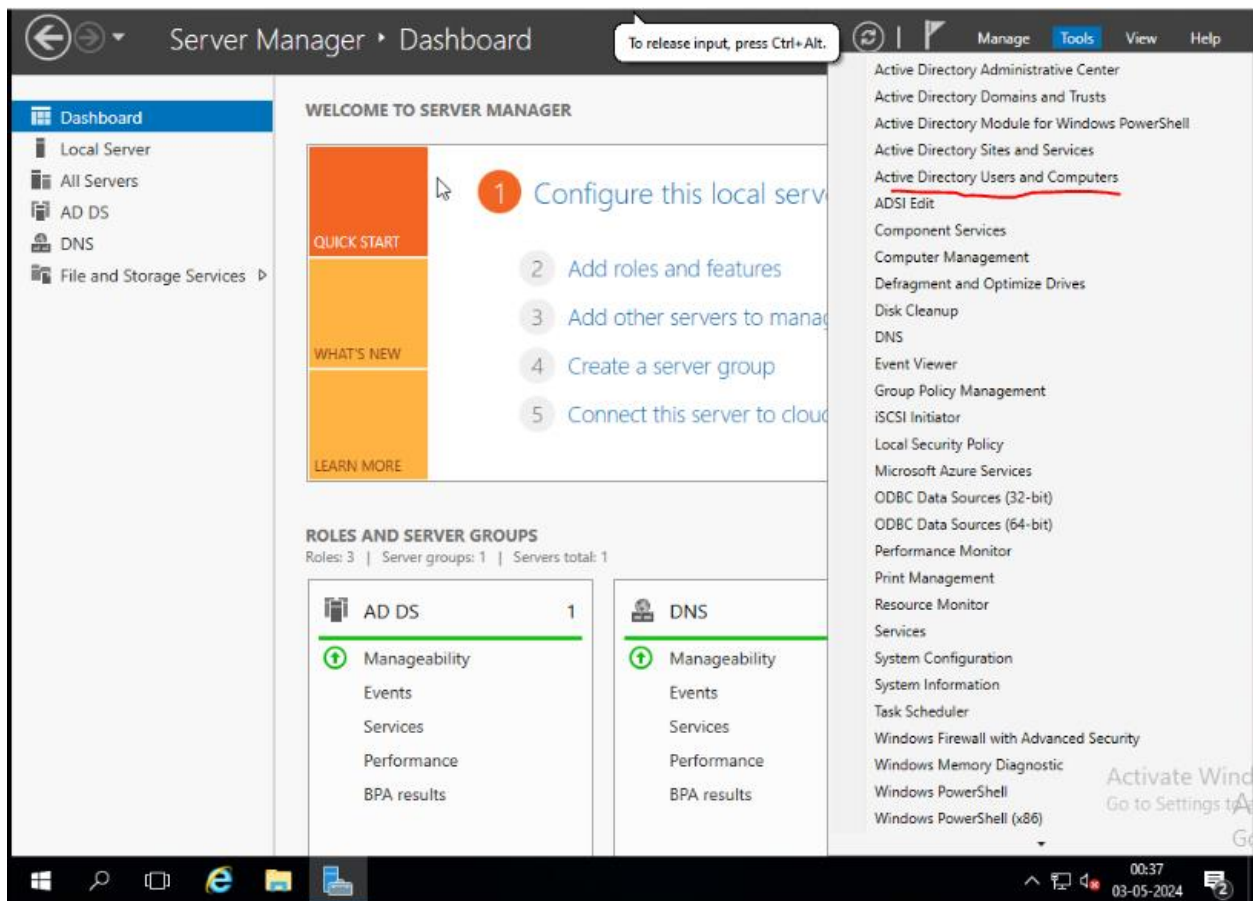 Server Manager ‣ Dashboard
To release input, press Ctrl+Alt.
Manage Tools View Help
Dashboard
Local Server
All Servers
AD DS
DNS
File and Storage Services
WELCOME TO SERVER MANAGER
QUICK START
WHAT'S NEW
LEARN MORE
1 Configure this local serv
2 Add roles and features
3 Add other servers to manag
4 Create a server group
5 Connect this server to cloud
ROLES AND SERVER GROUPS
Roles: 3 | Server groups: 1 | Servers total: 1
AD DS 1
Manageability
Events
Services
Performance
BPA results
DNS
Manageability
Events
Services
Performance
BPA results
Active Directory Administrative Center
Active Directory Domains and Trusts
Active Directory Module for Windows PowerShell
Active Directory Sites and Services
Active Directory Users and Computers
ADSI Edit
Component Services
Computer Management
Defragment and Optimize Drives
Disk Cleanup
DNS
Event Viewer
Group Policy Management
iSCSI Initiator
Local Security Policy
Microsoft Azure Services
ODBC Data Sources (32-bit)
ODBC Data Sources (64-bit)
Performance Monitor
Print Management
Resource Monitor
Services
System Configuration
System Information
Task Scheduler
Windows Firewall with Advanced Security
Windows Memory Diagnostic
Windows PowerShell
Windows PowerShell (x86)
Activate Wind
Go to Settings to
00:37
03-05-2024
2